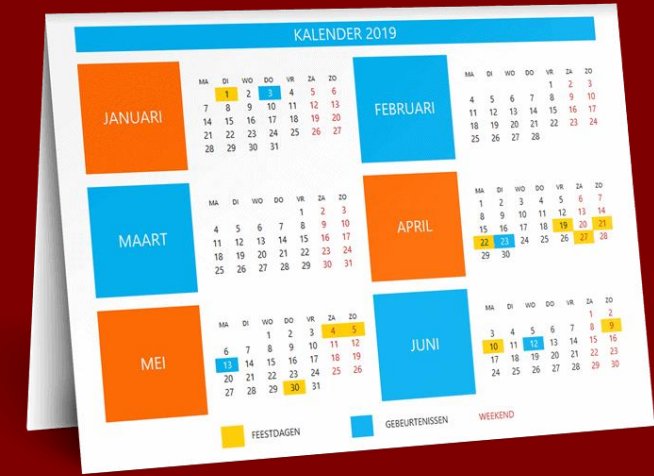 KALENDER 2019
JANUARI
MA DI WO DO VR ZA ZO
1 2 3 4 5 6
7 8 9 10 11 12 13
14 15 16 17 18 19 20
21 22 23 24 25 26 27
28 29 30 31
FEBRUARI
MA DI WO DO VR ZA ZO
1 2 3
4 5 6 7 8 9 10
11 12 13 14 15 16 17
18 19 20 21 22 23 24
25 26 27 28
MAART
MA DI WO DO VR ZA ZO
1 2 3
4 5 6 7 8 9 10
11 12 13 14 15 16 17
18 19 20 21 22 23 24
25 26 27 28 29 30 31
APRIL
MA DI WO DO VR ZA ZO
1 2 3 4 5 6 7
8 9 10 11 12 13 14
15 16 17 18 19 20 21
22 23 24 25 26 27 28
29 30
MEI
MA DI WO DO VR ZA ZO
1 2 3 4 5
6 7 8 9 10 11 12
13 14 15 16 17 18 19
20 21 22 23 24 25 26
27 28 29 30 31
JUNI
MA DI WO DO VR ZA ZO
1 2
3 4 5 6 7 8 9
10 11 12 13 14 15 16
17 18 19 20 21 22 23
24 25 26 27 28 29 30
FEESTDAGEN
GEBEURTENISSEN
WEEKEND